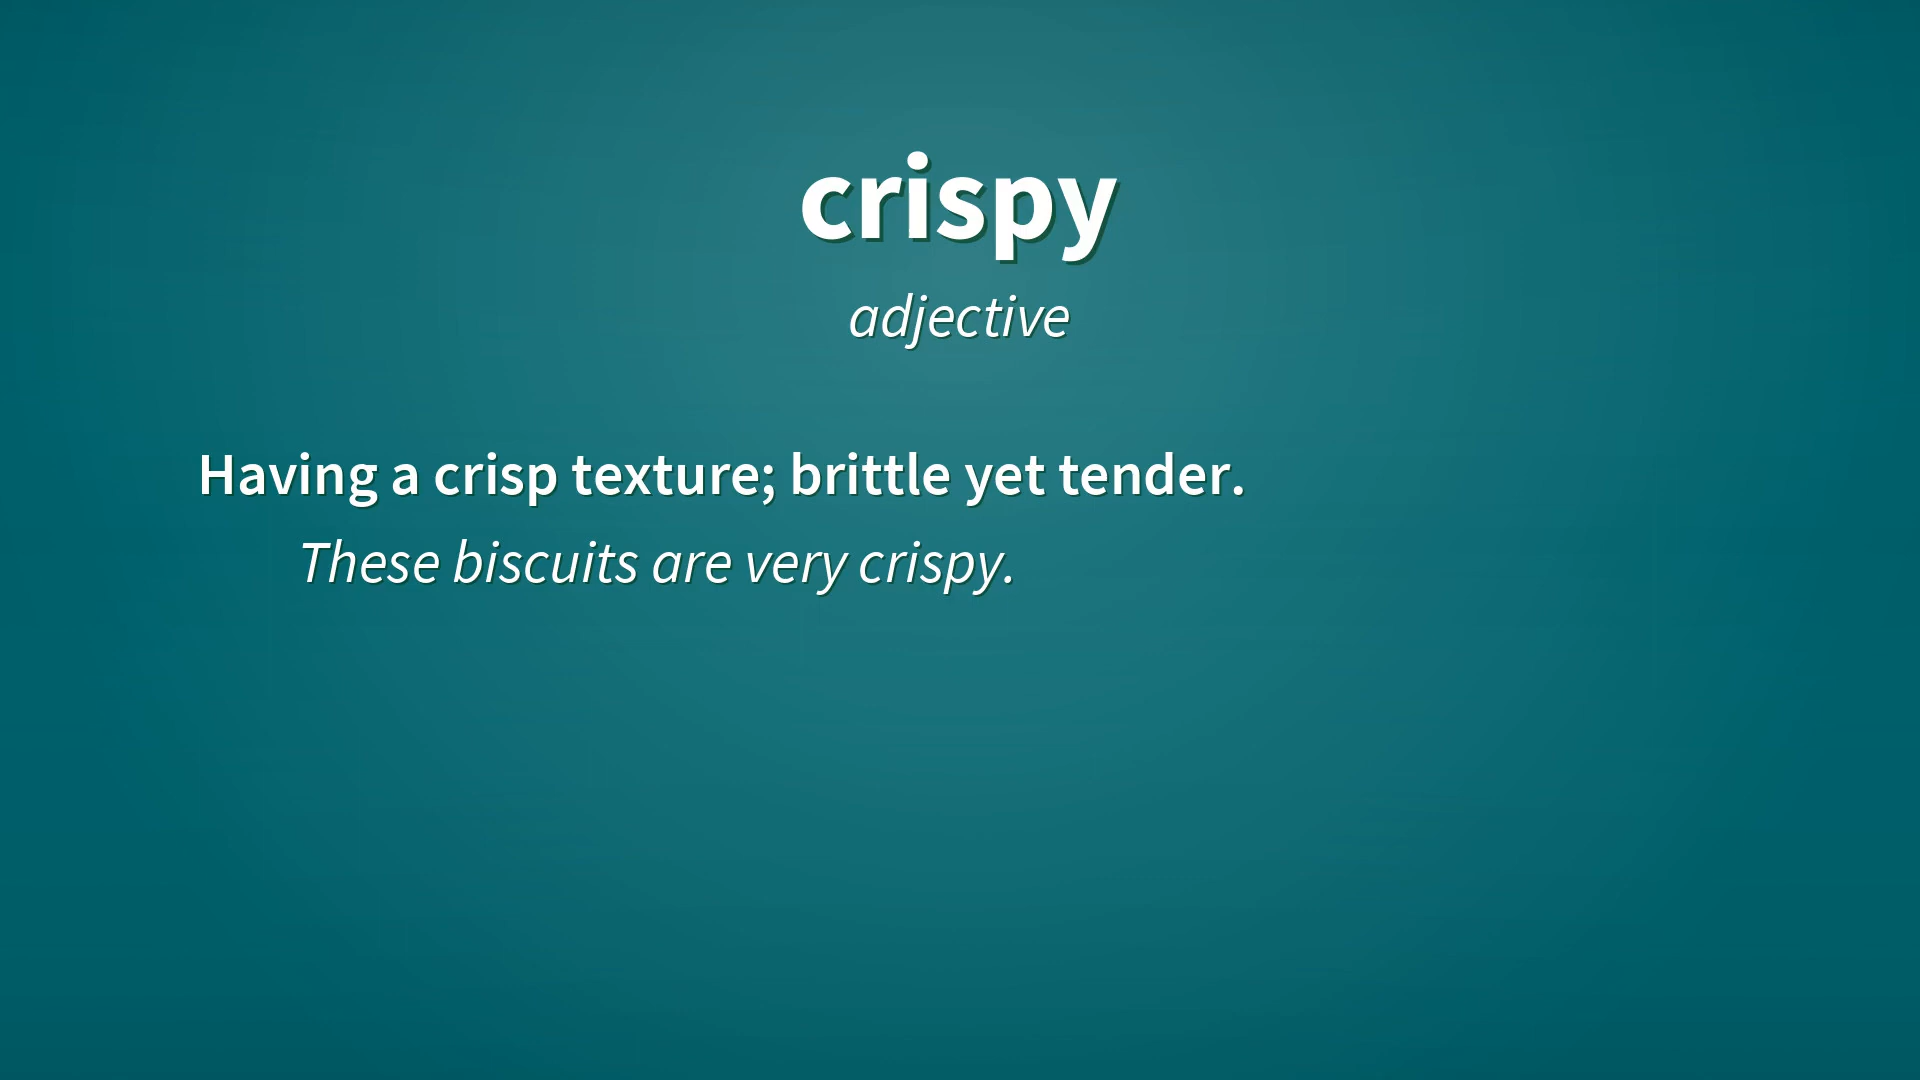 crispy
adjective
Having a crisp texture; brittle yet tender.
These biscuits are very crispy.